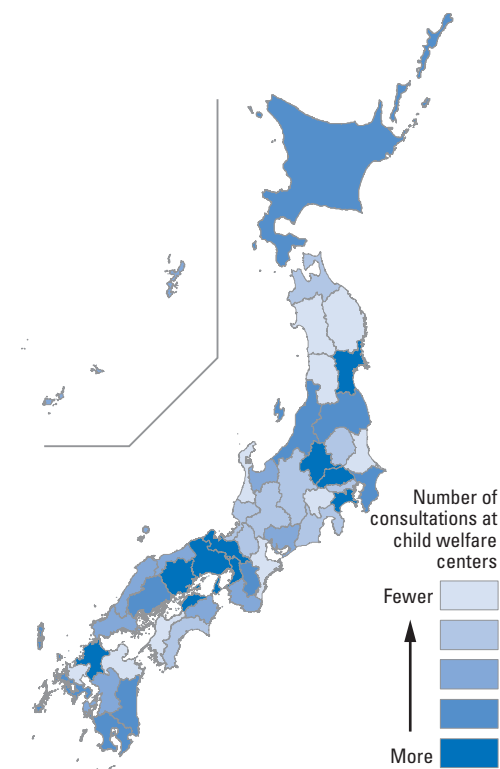 Number of
consultations at
child welfare
centers
Fewer
More